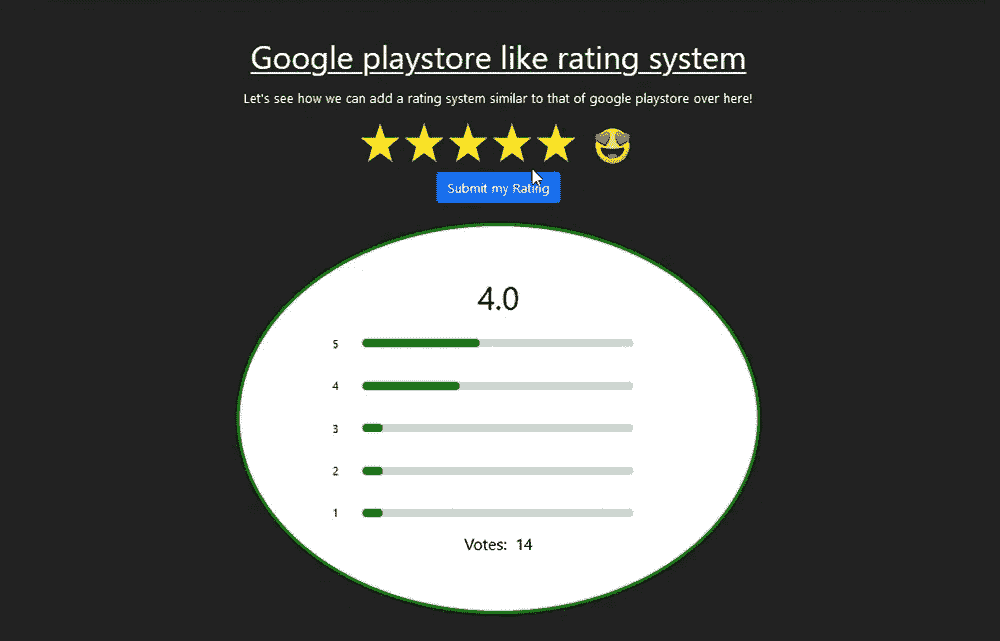 Google playstore like rating system
Let's see how we can add a rating system similar to that of google playstore over here!
Submit my Rating
4.0
5
4
3
2
1
Votes: 14